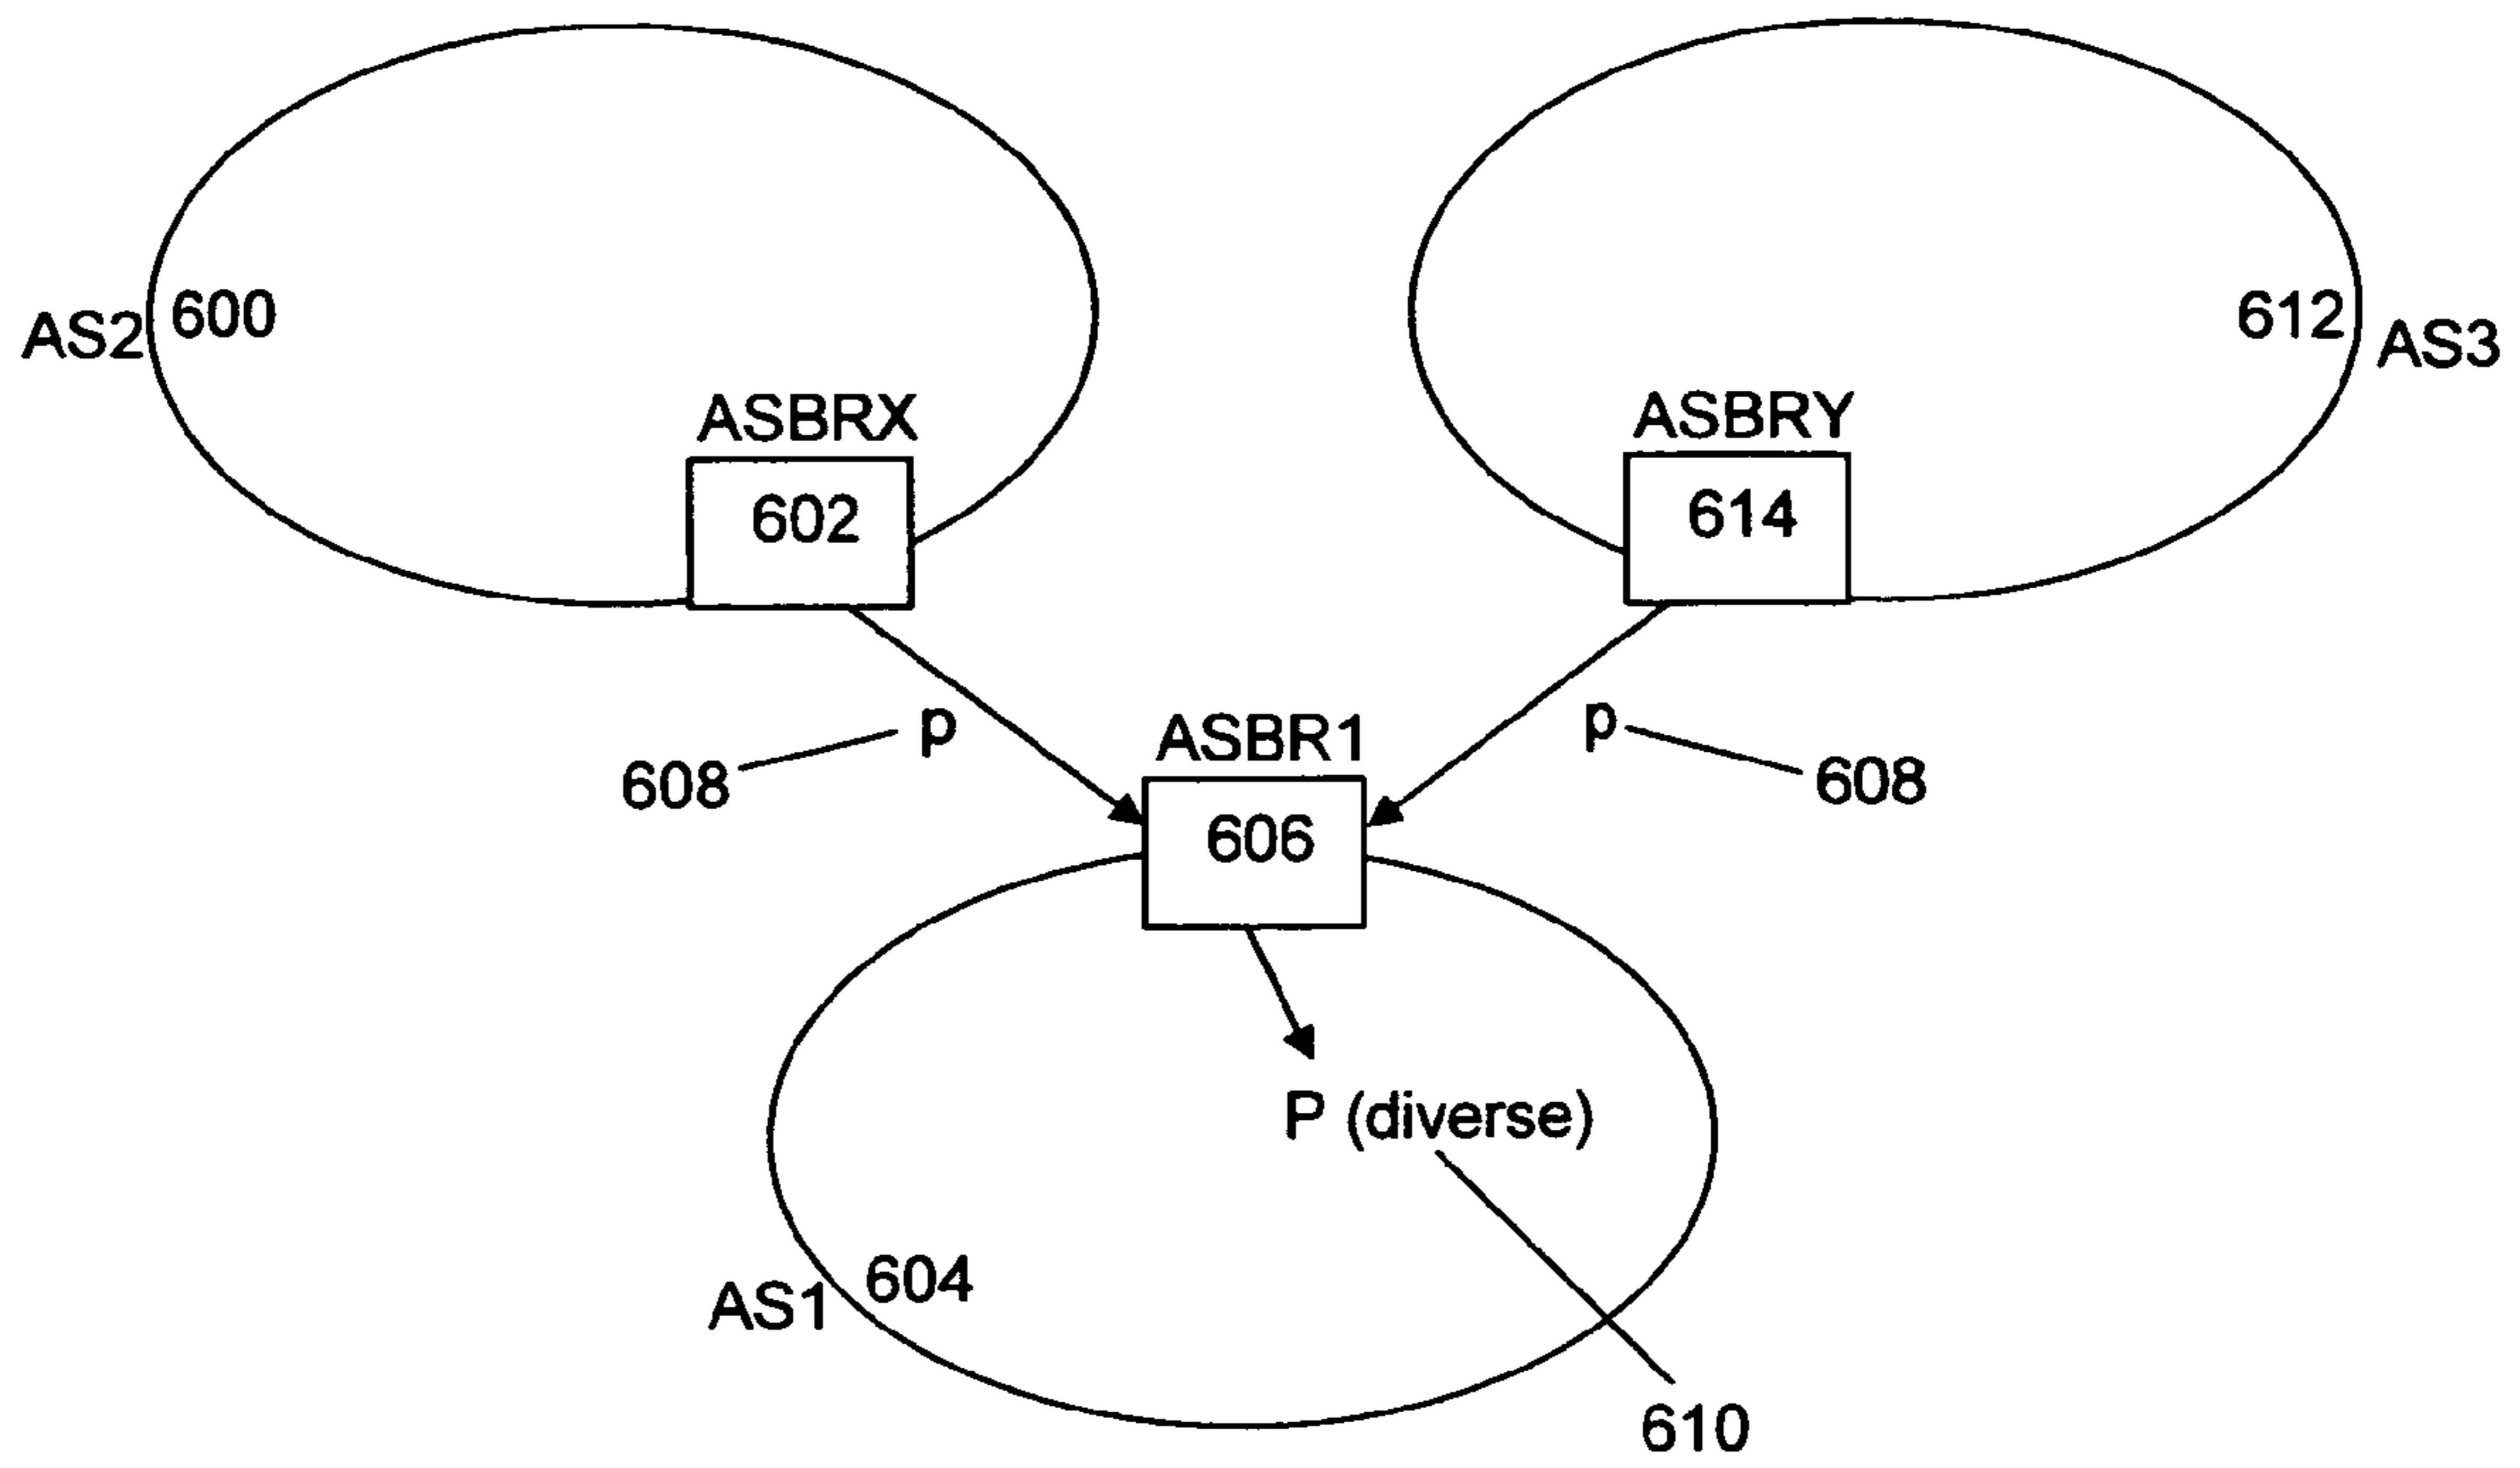 AS2
600
612
AS3
ASBRX
602
ASBRY
614
p
608
p
608
ASBR1
606
P (diverse)
AS1
604
610